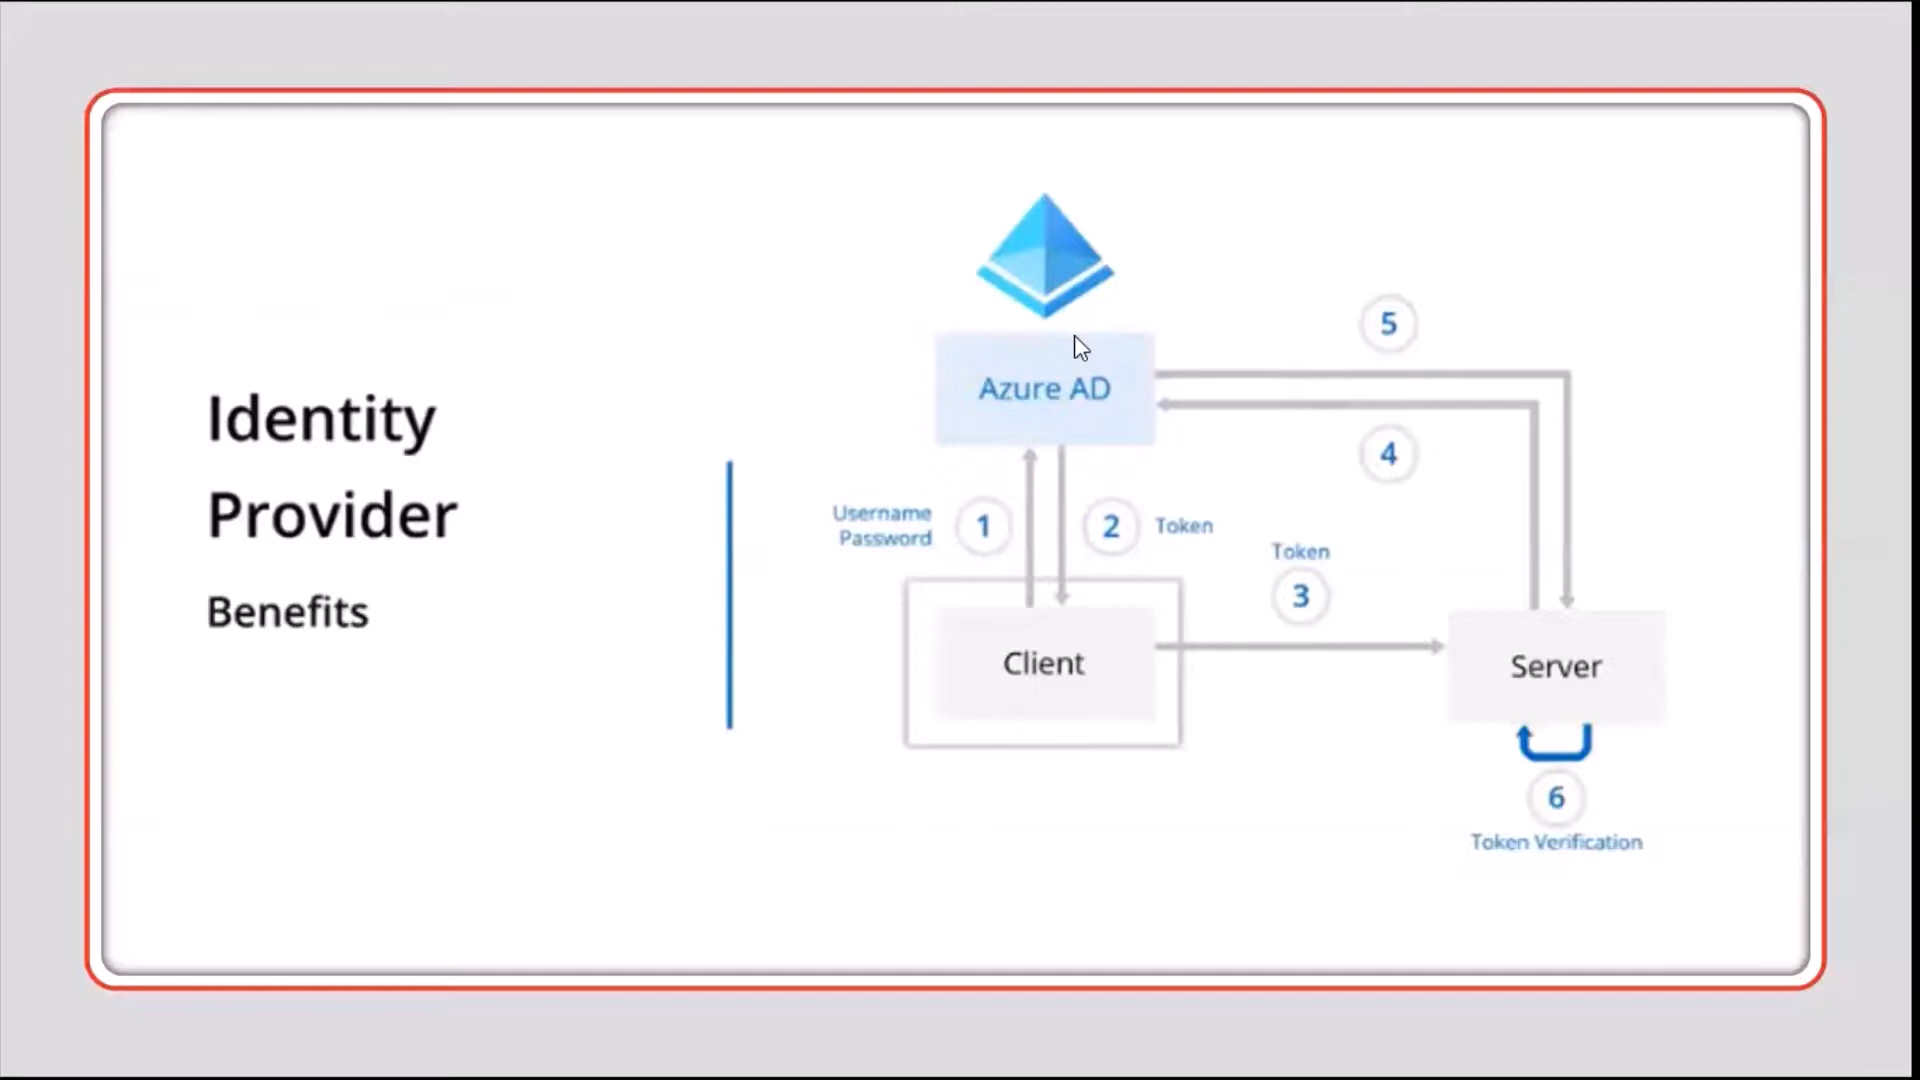 Identity
Provider
Benefits
Azure AD
5
4
Username
Password
1
2
Token
Token
3
Client
Server
6
Token Verification